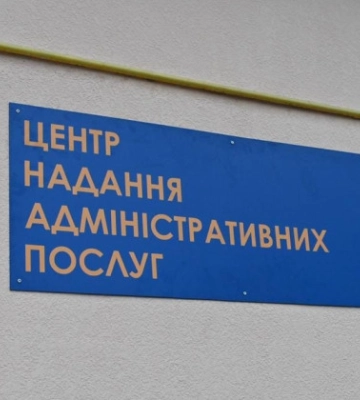 ЦЕНТР
НАДАННЯ
АДМІНІСТРАТИВНИХ
ПОСЛУГ